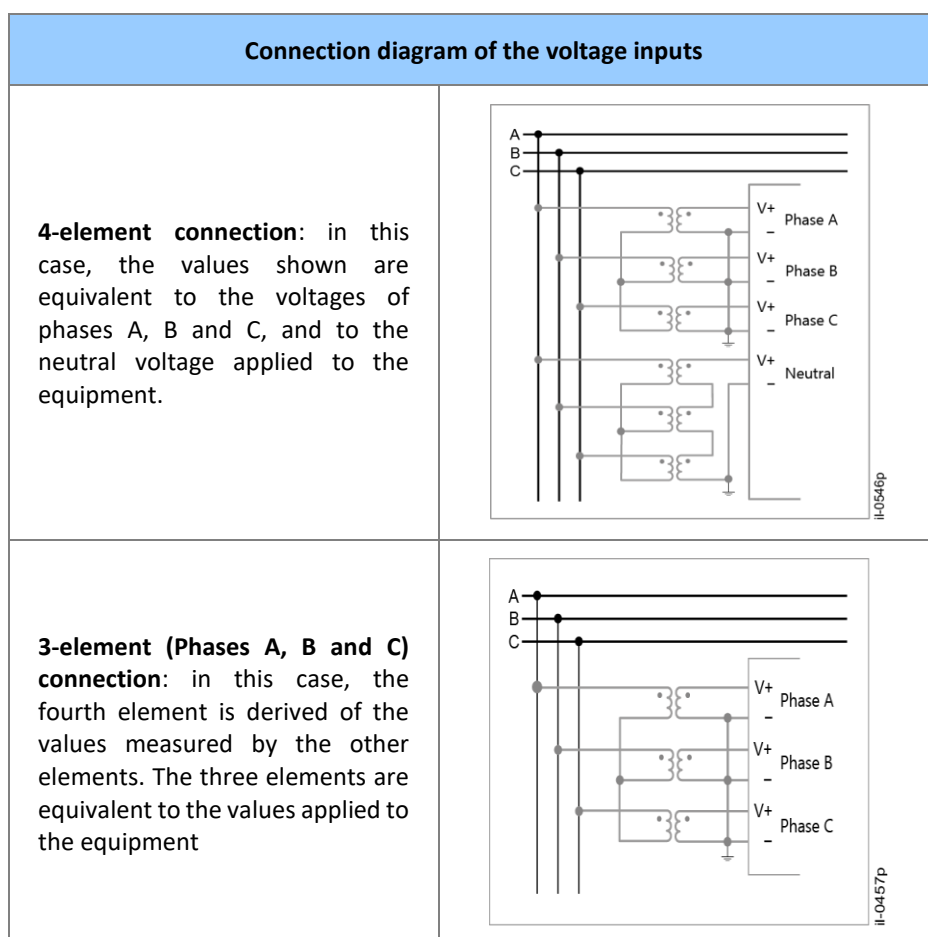 Connection diagram of the voltage inputs
4-element connection: in this
case, the values shown are
equivalent to the voltages of
phases A, B and C, and to the
neutral voltage applied to the
equipment.
A
B
C
V+
Phase A
–
V+
Phase B
–
V+
Phase C
–
V+
Neutral
–
il-0546p
3-element (Phases A, B and C)
connection: in this case, the
fourth element is derived of the
values measured by the other
elements. The three elements are
equivalent to the values applied to
the equipment
A
B
C
V+
Phase A
–
V+
Phase B
–
V+
Phase C
–
il-0457p